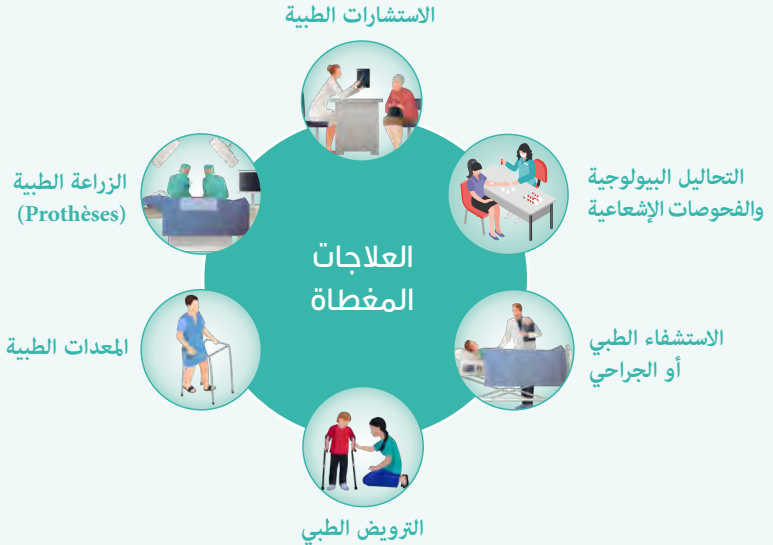 الاستشارات الطبية
التحاليل البيولوجية
والفحوصات الإشعاعية
الزراعة الطبية
(Prothèses)
العلاجات
المغطاة
الاستشفاء الطبي
أو الجراحي
المعدات الطبية
الترويض الطبي